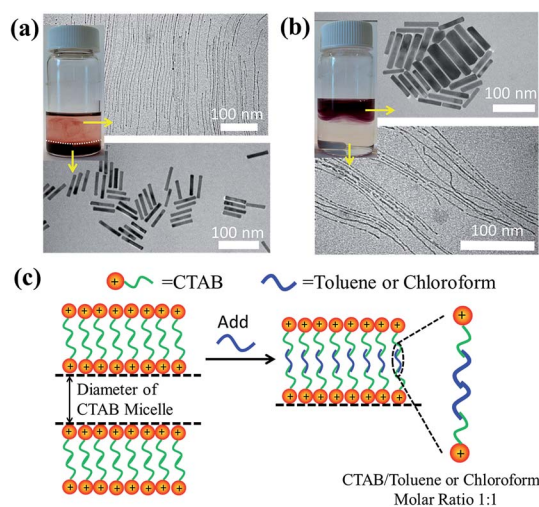 (a)
100 nm
100 nm
(b)
100 nm
100 nm
(c)
+ =CTAB
=Toluene or Chloroform
Add
Diameter of
CTAB Micelle
CTAB/Toluene or Chloroform
Molar Ratio 1:1